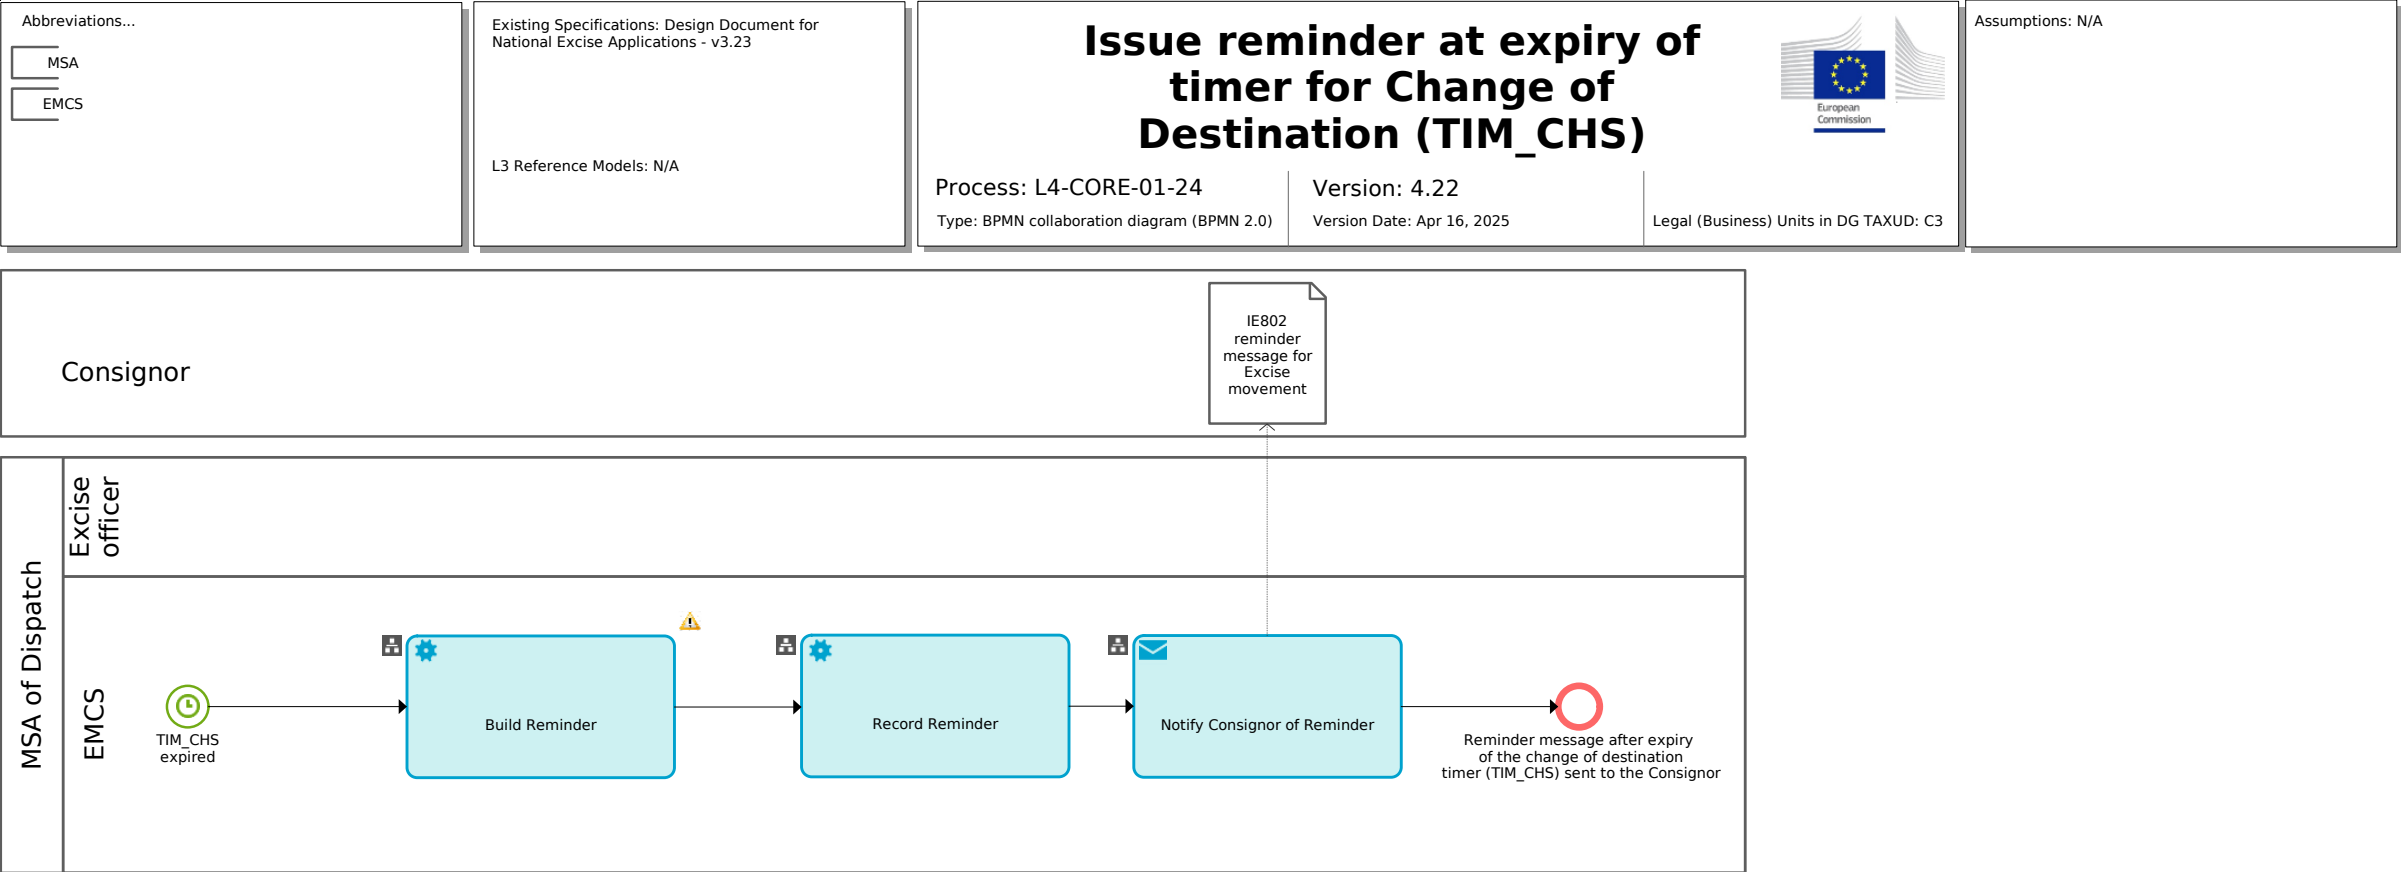 Abbreviations...
MSA
EMCS
Existing Specifications: Design Document for
National Excise Applications - v3.23
L3 Reference Models: N/A
Issue reminder at expiry of
timer for Change of
Destination (TIM_CHS)
European
Commission
Process: L4-CORE-01-24
Version: 4.22
Type: BPMN collaboration diagram (BPMN 2.0)
Version Date: Apr 16, 2025
Legal (Business) Units in DG TAXUD: C3
Assumptions: N/A
Consignor
IE802
reminder
message for
Excise
movement
MSA of Dispatch
Excise
officer
EMCS
TIM_CHS
expired
Build Reminder
Record Reminder
Notify Consignor of Reminder
Reminder message after expiry
of the change of destination
timer (TIM_CHS) sent to the Consignor